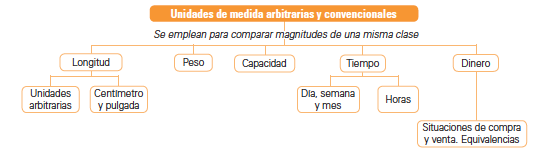 Unidades de medida arbitrarias y convencionales
Se emplean para comparar magnitudes de una misma clase
Longitud
Peso
Capacidad
Tiempo
Dinero
Unidades
arbitrarias
Centímetro
y pulgada
Día, semana
y mes
Horas
Situaciones de compra
y venta. Equivalencias